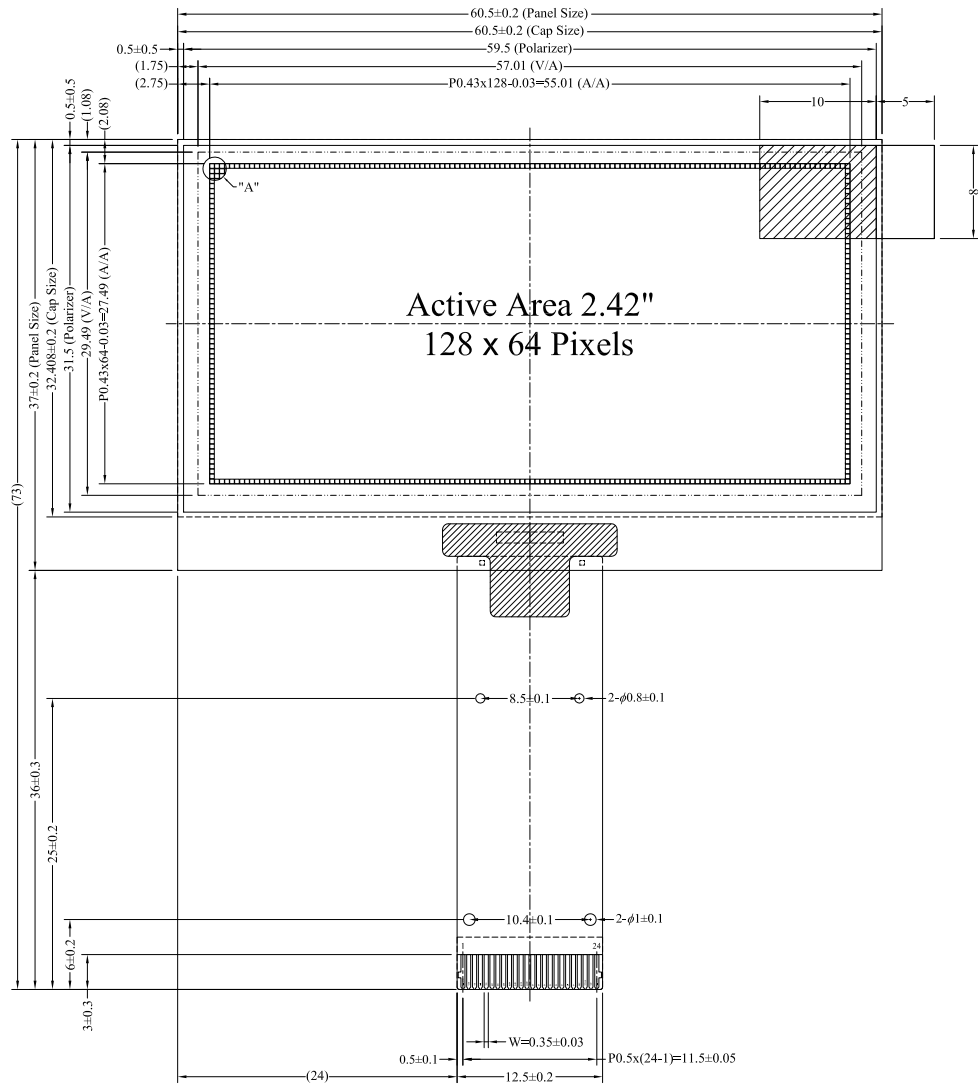 60.5±0.2 (Panel Size)
60.5±0.2 (Cap Size)
0.5±0.5
59.5 (Polarizer)
(1.75)
57.01 (V/A)
(2.75)
P0.43x128-0.03=55.01 (A/A)
0.5±0.5
(1.08)
(2.08)
10
5
8
"A"
Active Area 2.42"
128 x 64 Pixels
(73)
37±0.2 (Panel Size)
32.408±0.2 (Cap Size)
31.5 (Polarizer)
29.49 (V/A)
P0.43x64-0.03=27.49 (A/A)
8.5±0.1
2-ϕ0.8±0.1
36±0.3
25±0.2
10.4±0.1
2-ϕ1±0.1
6±0.2
24
3±0.3
W=0.35±0.03
0.5±0.1
P0.5x(24-1)=11.5±0.05
(24)
12.5±0.2